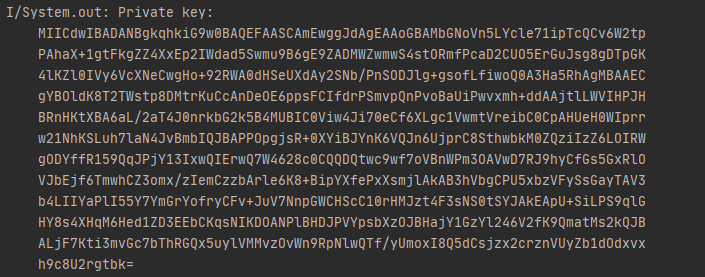 I/System.out: Private key:
MIICdwIBADANBgkqhkiG9w0BAQEFAASCAmEwggJdAgEAAoGBAMbGNoVn5LYcle71ipTcQCv6W2tp
PAhaX+1gtFkgZZ4XxEp2IWdad5Swmu9B6gE9ZADMWZwmwS4stORmfPcaD2CUO5ErGuJsg8gDTpGK
4lKZl0IVy6VcXNeCwgHo+92RWA0dHSeUXdAy2SNb/PnSODJlg+gsofLfiwoQ0A3Ha5RhAgMBAAEC
gYBOldK8T2TWstp8DMtrKuCcAnDeOE6ppsFCIfdrPSmvpQnPvoBaUiPwvxmh+ddAAjtlLWVIHPJH
BRnHKtXBA6aL/2aT4J0nrkbG2k5B4MUBIC0Viw4Ji70eCf6XLgc1VwmtVreibC0CpAHUeH0WIprr
w21NhKSLuh7laN4JvBmbIQJBAPPOpgjsR+0XYiBJYnK6VQJn6UjprC8SthwbkM0ZQziIzZ6LOIRW
gODYffR159QqJPjY13IxwQIErwQ7W4628c0CQQDQtwc9wf7oVBnWPm3OAVwD7RJ9hyCfGs5GxRlO
VJbEjf6TmwhCZ3omx/zIemCzzbArle6K8+BipYXfePxXsmjlAkAB3hVbgCPU5xbzVFySsGayTAV3
b4LIIYaPlI55Y7YmGrYofryCFv+JuV7NnpGWCHScC10rHMJzt4F3sNS0tSYJAkEApU+SiLPS9qlG
HY8s4XHqM6Hed1ZD3EEbCKqsNIKDOANPlBHDJPVYpsbXzOJBHajY1GzYl246V2fK9QmatMs2kQJB
ALjF7Kti3mvGc7bThRGQx5uylVMMvzOvWn9RpNlwQTf/yUmoxI8Q5dCsjzx2crznVUyZb1dOdxvx
h9c8U2rgtbk=